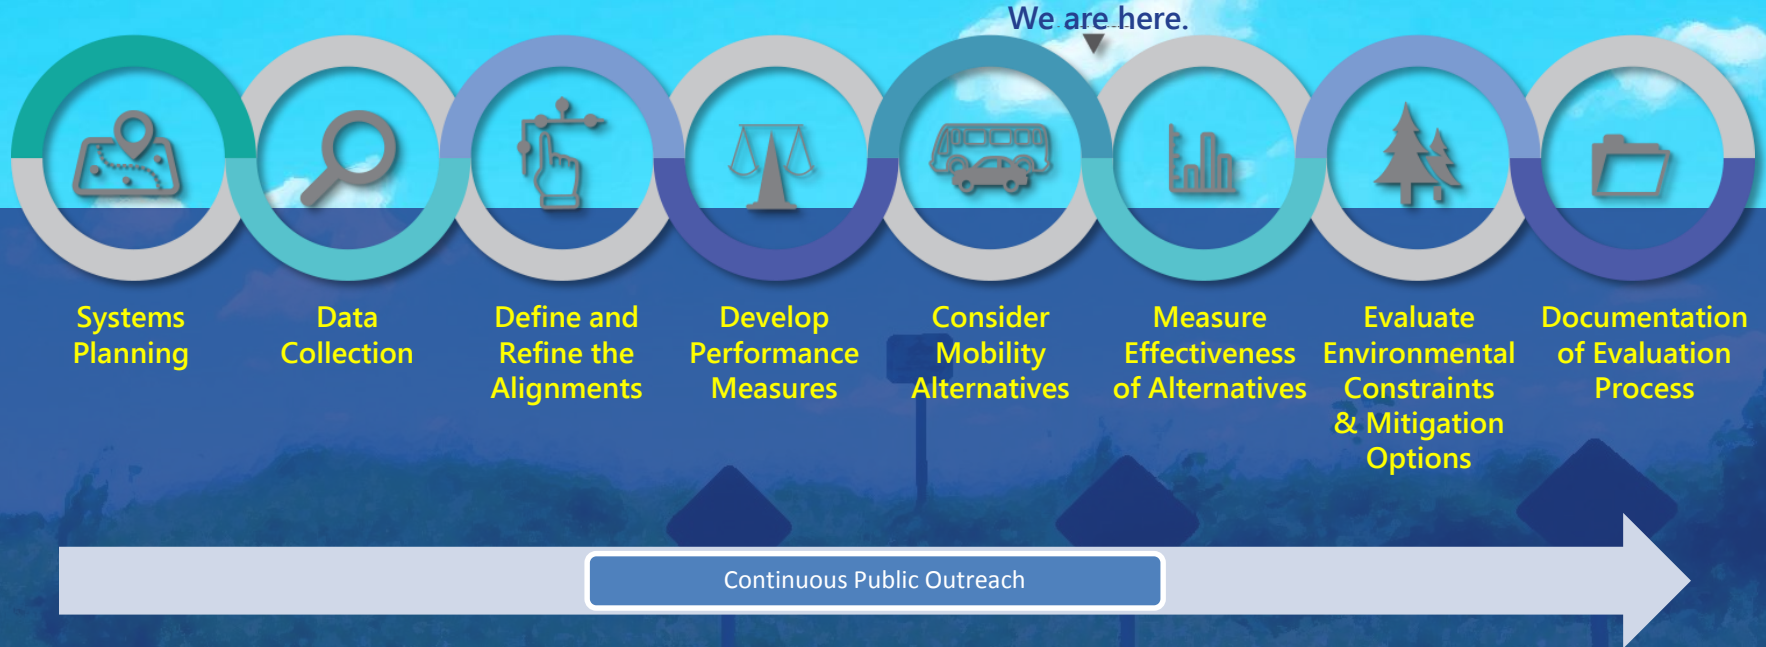 We are here.
Systems
Planning
Data
Collection
Define and
Refine the
Alignments
Develop
Performance
Measures
Consider
Mobility
Alternatives
Measure
Effectiveness
of Alternatives
Evaluate
Environmental
Constraints
& Mitigation
Options
Documentation
of Evaluation
Process
Continuous Public Outreach